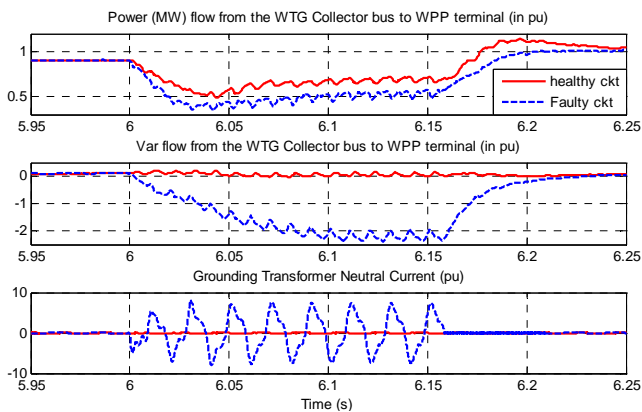 Power (MW) flow from the WTG Collector bus to WPP terminal (in pu)
1
0.5
healthy ckt
Faulty ckt
5.95 6 6.05 6.1 6.15 6.2 6.25
Var flow from the WTG Collector bus to WPP terminal (in pu)
0
-1
-2
5.95 6 6.05 6.1 6.15 6.2 6.25
Grounding Transformer Neutral Current (pu)
10
0
-10
5.95 6 6.05 6.1 6.15 6.2 6.25
Time (s)